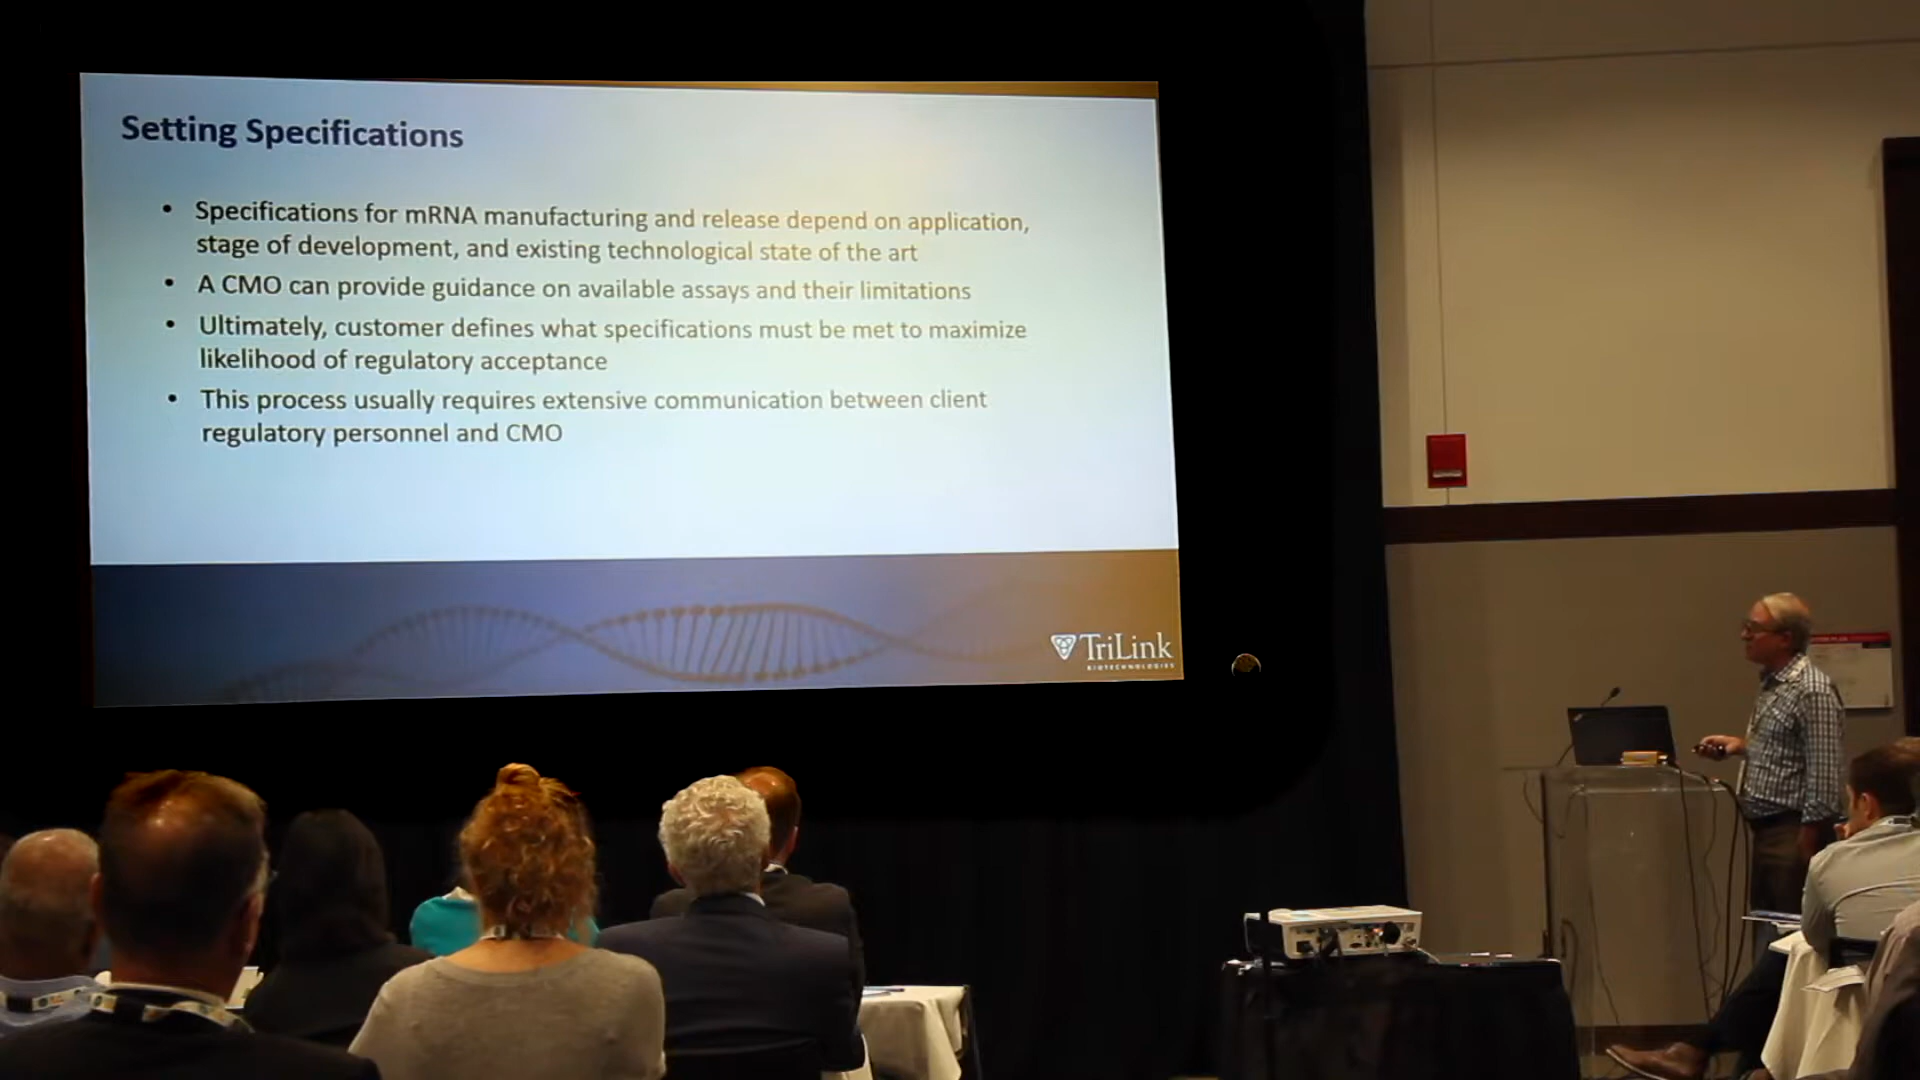 Setting Specifications
• Specifications for mRNA manufacturing and release depend on application,
stage of development, and existing technological state of the art
• A CMO can provide guidance on available assays and their limitations
• Ultimately, customer defines what specifications must be met to maximize
likelihood of regulatory acceptance
• This process usually requires extensive communication between client
regulatory personnel and CMO
TriLink
BIOTECHNOLOGIES